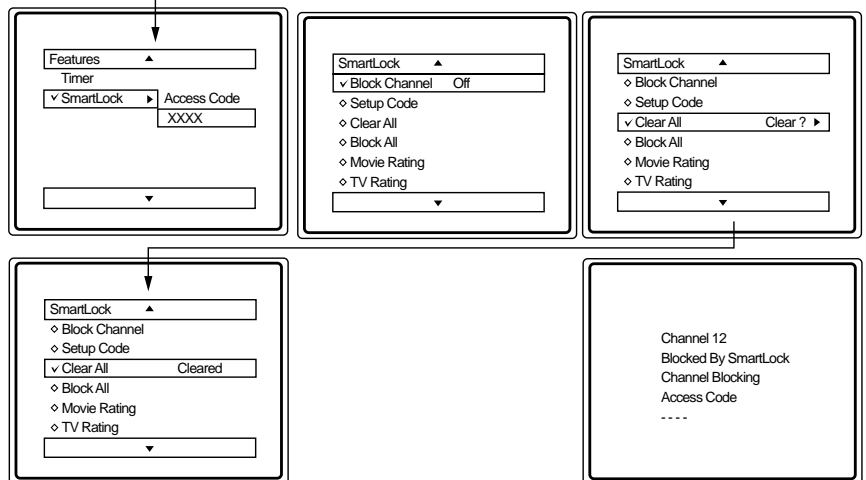 Features ▲
Timer
✓ SmartLock ▶ Access Code
XXXX
▼
SmartLock ▲
✓ Block Channel Off
◇ Setup Code
◇ Clear All
◇ Block All
◇ Movie Rating
◇ TV Rating
▼
SmartLock ▲
◇ Block Channel
◇ Setup Code
✓ Clear All Clear ? ▶
◇ Block All
◇ Movie Rating
◇ TV Rating
▼
SmartLock ▲
◇ Block Channel
◇ Setup Code
✓ Clear All Cleared
◇ Block All
◇ Movie Rating
◇ TV Rating
▼
Channel 12
Blocked By SmartLock
Channel Blocking
Access Code
- - - -